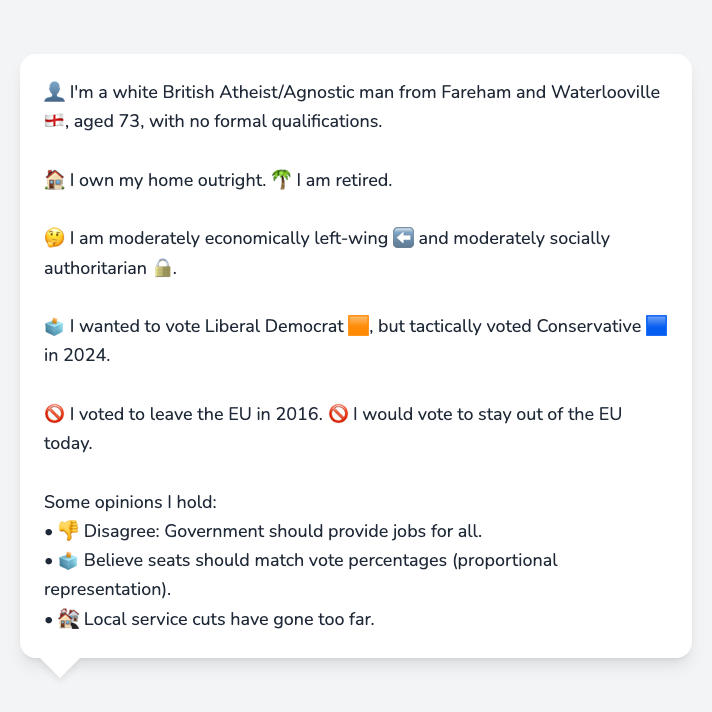 👤 I'm a white British Atheist/Agnostic man from Fareham and Waterlooville
🏴󠁧󠁢󠁥󠁮󠁧󠁿, aged 73, with no formal qualifications.
🏠 I own my home outright. 🌴 I am retired.
🤔 I am moderately economically left-wing ⬅️ and moderately socially
authoritarian 🔒.
🗳️ I wanted to vote Liberal Democrat 🟧, but tactically voted Conservative 🟦
in 2024.
🚫 I voted to leave the EU in 2016. 🚫 I would vote to stay out of the EU
today.
Some opinions I hold:
• 👎 Disagree: Government should provide jobs for all.
• 🗳️ Believe seats should match vote percentages (proportional
representation).
• 🏚️ Local service cuts have gone too far.